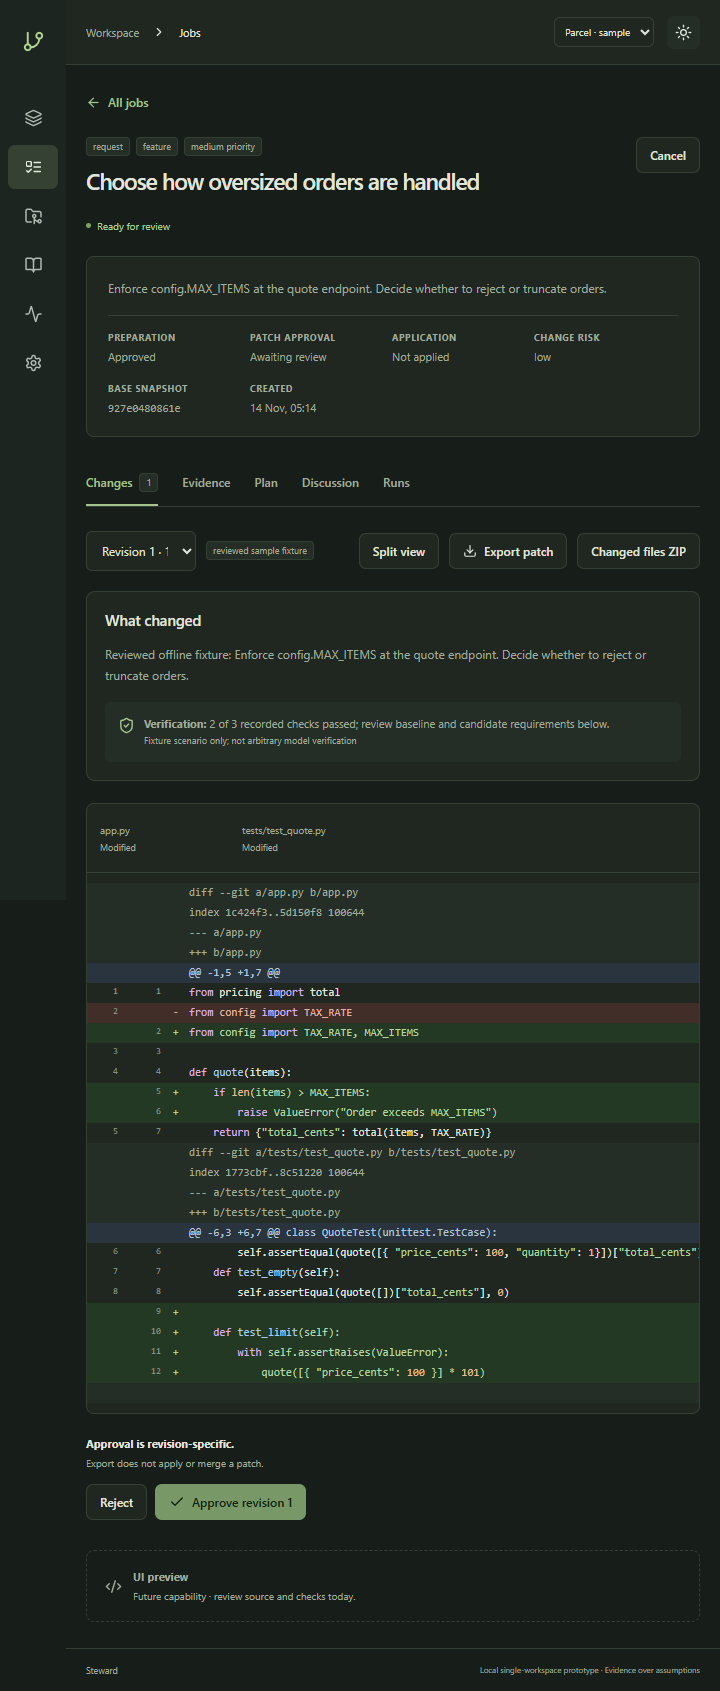 Workspace > Jobs
Parcel · sample
← All jobs
request feature medium priority
Cancel
Choose how oversized orders are handled
Ready for review
Enforce config.MAX_ITEMS at the quote endpoint. Decide whether to reject or truncate orders.
PREPARATION PATCH APPROVAL APPLICATION CHANGE RISK
Approved Awaiting review Not applied low
BASE SNAPSHOT CREATED
927e0480861e 14 Nov, 05:14
Changes 1 Evidence Plan Discussion Runs
Revision 1 · 1 reviewed sample fixture Split view Export patch Changed files ZIP
What changed
Reviewed offline fixture: Enforce config.MAX_ITEMS at the quote endpoint. Decide whether to reject or
truncate orders.
Verification: 2 of 3 recorded checks passed; review baseline and candidate requirements below.
Fixture scenario only; not arbitrary model verification
app.py tests/test_quote.py
Modified Modified
diff --git a/app.py b/app.py
index 1c424f3..5d150f8 100644
--- a/app.py
+++ b/app.py
@@ -1,5 +1,7 @@
1 1 from pricing import total
2 - from config import TAX_RATE
2 + from config import TAX_RATE, MAX_ITEMS
3 3
4 4 def quote(items):
5 +     if len(items) > MAX_ITEMS:
6 +         raise ValueError("Order exceeds MAX_ITEMS")
5 7     return {"total_cents": total(items, TAX_RATE)}
diff --git a/tests/test_quote.py b/tests/test_quote.py
index 1773cbf..8c51220 100644
--- a/tests/test_quote.py
+++ b/tests/test_quote.py
@@ -6,3 +6,7 @@ class QuoteTest(unittest.TestCase):
6 6         self.assertEqual(quote([{ "price_cents": 100, "quantity": 1}])["total_cents"
7 7     def test_empty(self):
8 8         self.assertEqual(quote([])["total_cents"], 0)
9 +
10 +     def test_limit(self):
11 +         with self.assertRaises(ValueError):
12 +             quote([{ "price_cents": 100 }] * 101)
Approval is revision-specific.
Export does not apply or merge a patch.
Reject Approve revision 1
UI preview
Future capability · review source and checks today.
Steward Local single-workspace prototype · Evidence over assumptions